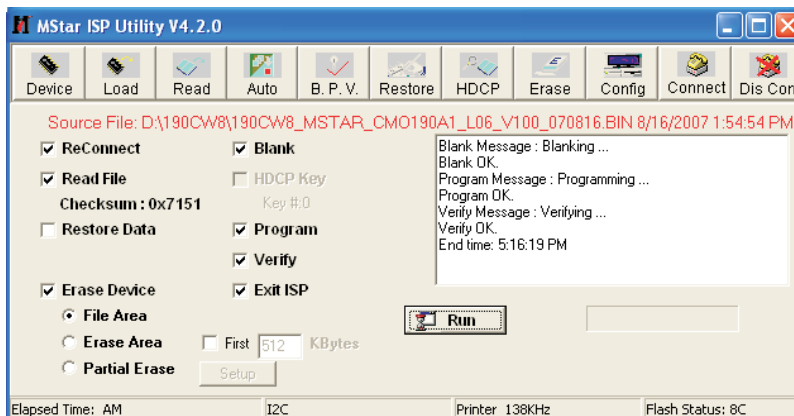 MStar ISP Utility V4.2.0
Device Load Read Auto B. P. V. Restore HDCP Erase Config Connect Dis Con
Source File: D:\190CW8\190CW8_MSTAR_CMO190A1_L06_V100_070816.BIN 8/16/2007 1:54:54 PM
ReConnect
Blank
Read File
HDCP Key
Checksum : 0x7151
Key #:0
Restore Data
Program
Verify
Erase Device
Exit ISP
File Area
Erase Area
First 512 KBytes
Partial Erase
Setup
Blank Message : Blanking ...
Blank OK.
Program Message : Programming ...
Program OK.
Verify Message : Verifying ...
Verify OK.
End time: 5:16:19 PM
Run
Elapsed Time: AM I2C Printer 138KHz Flash Status: 8C